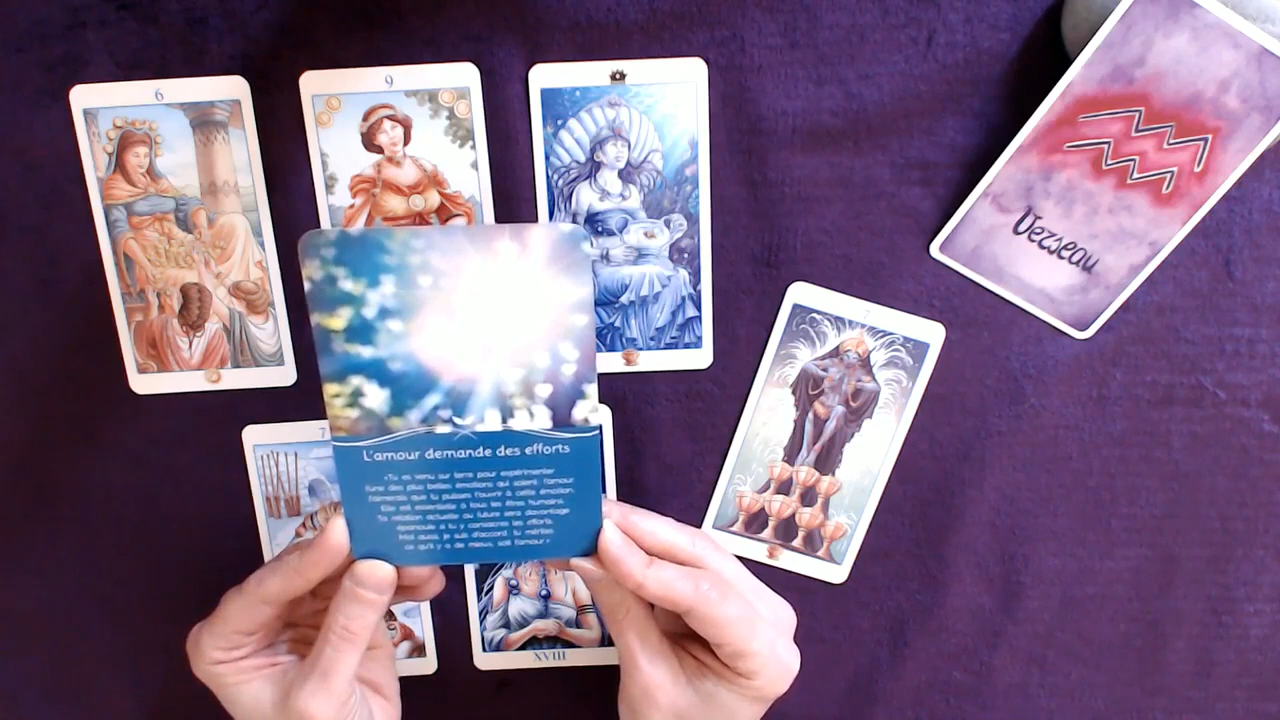 6
9
Verseau
7
7
L'amour demande des efforts
«Tu es venu sur terre pour expérimenter
l'une des plus belles émotions qui soient: l'amour.
J'aimerais que tu puisses t'ouvrir à cette émotion.
Elle est essentielle à tous les êtres humains.
Ta relation actuelle ou future sera davantage
épanouie si tu y consacres les efforts.
Moi aussi, je suis d'accord: tu mérites
ce qu'il y a de mieux, soit l'amour.»
XVIII